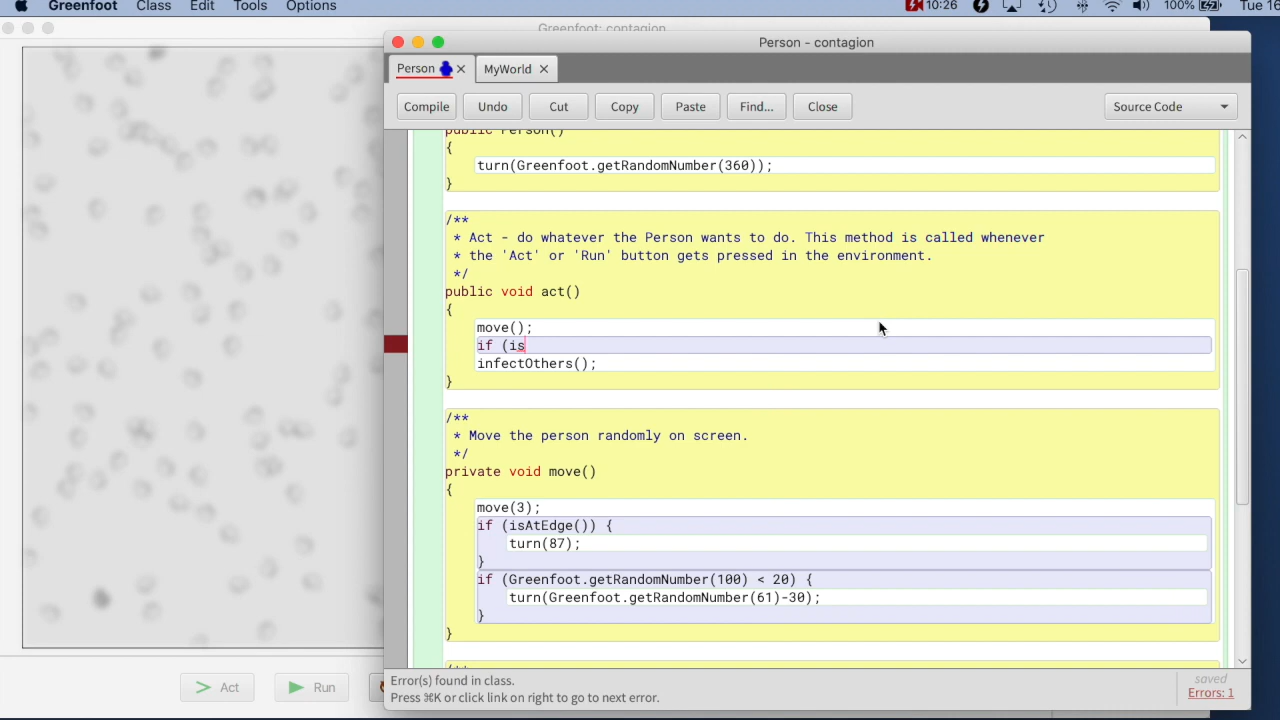 Greenfoot Class Edit Tools Options 10:26 100% Tue 16
Greenfoot: contagion
Person - contagion
Person MyWorld
Compile Undo Cut Copy Paste Find... Close Source Code
public Person()
{
turn(Greenfoot.getRandomNumber(360));
}
/**
* Act - do whatever the Person wants to do. This method is called whenever
* the 'Act' or 'Run' button gets pressed in the environment.
*/
public void act()
{
move();
if (is
infectOthers();
}
/**
* Move the person randomly on screen.
*/
private void move()
{
move(3);
if (isAtEdge()) {
turn(87);
}
if (Greenfoot.getRandomNumber(100) < 20) {
turn(Greenfoot.getRandomNumber(61)-30);
}
}
Act Run
Error(s) found in class.
Press ⌘K or click link on right to go to next error.
saved
Errors: 1